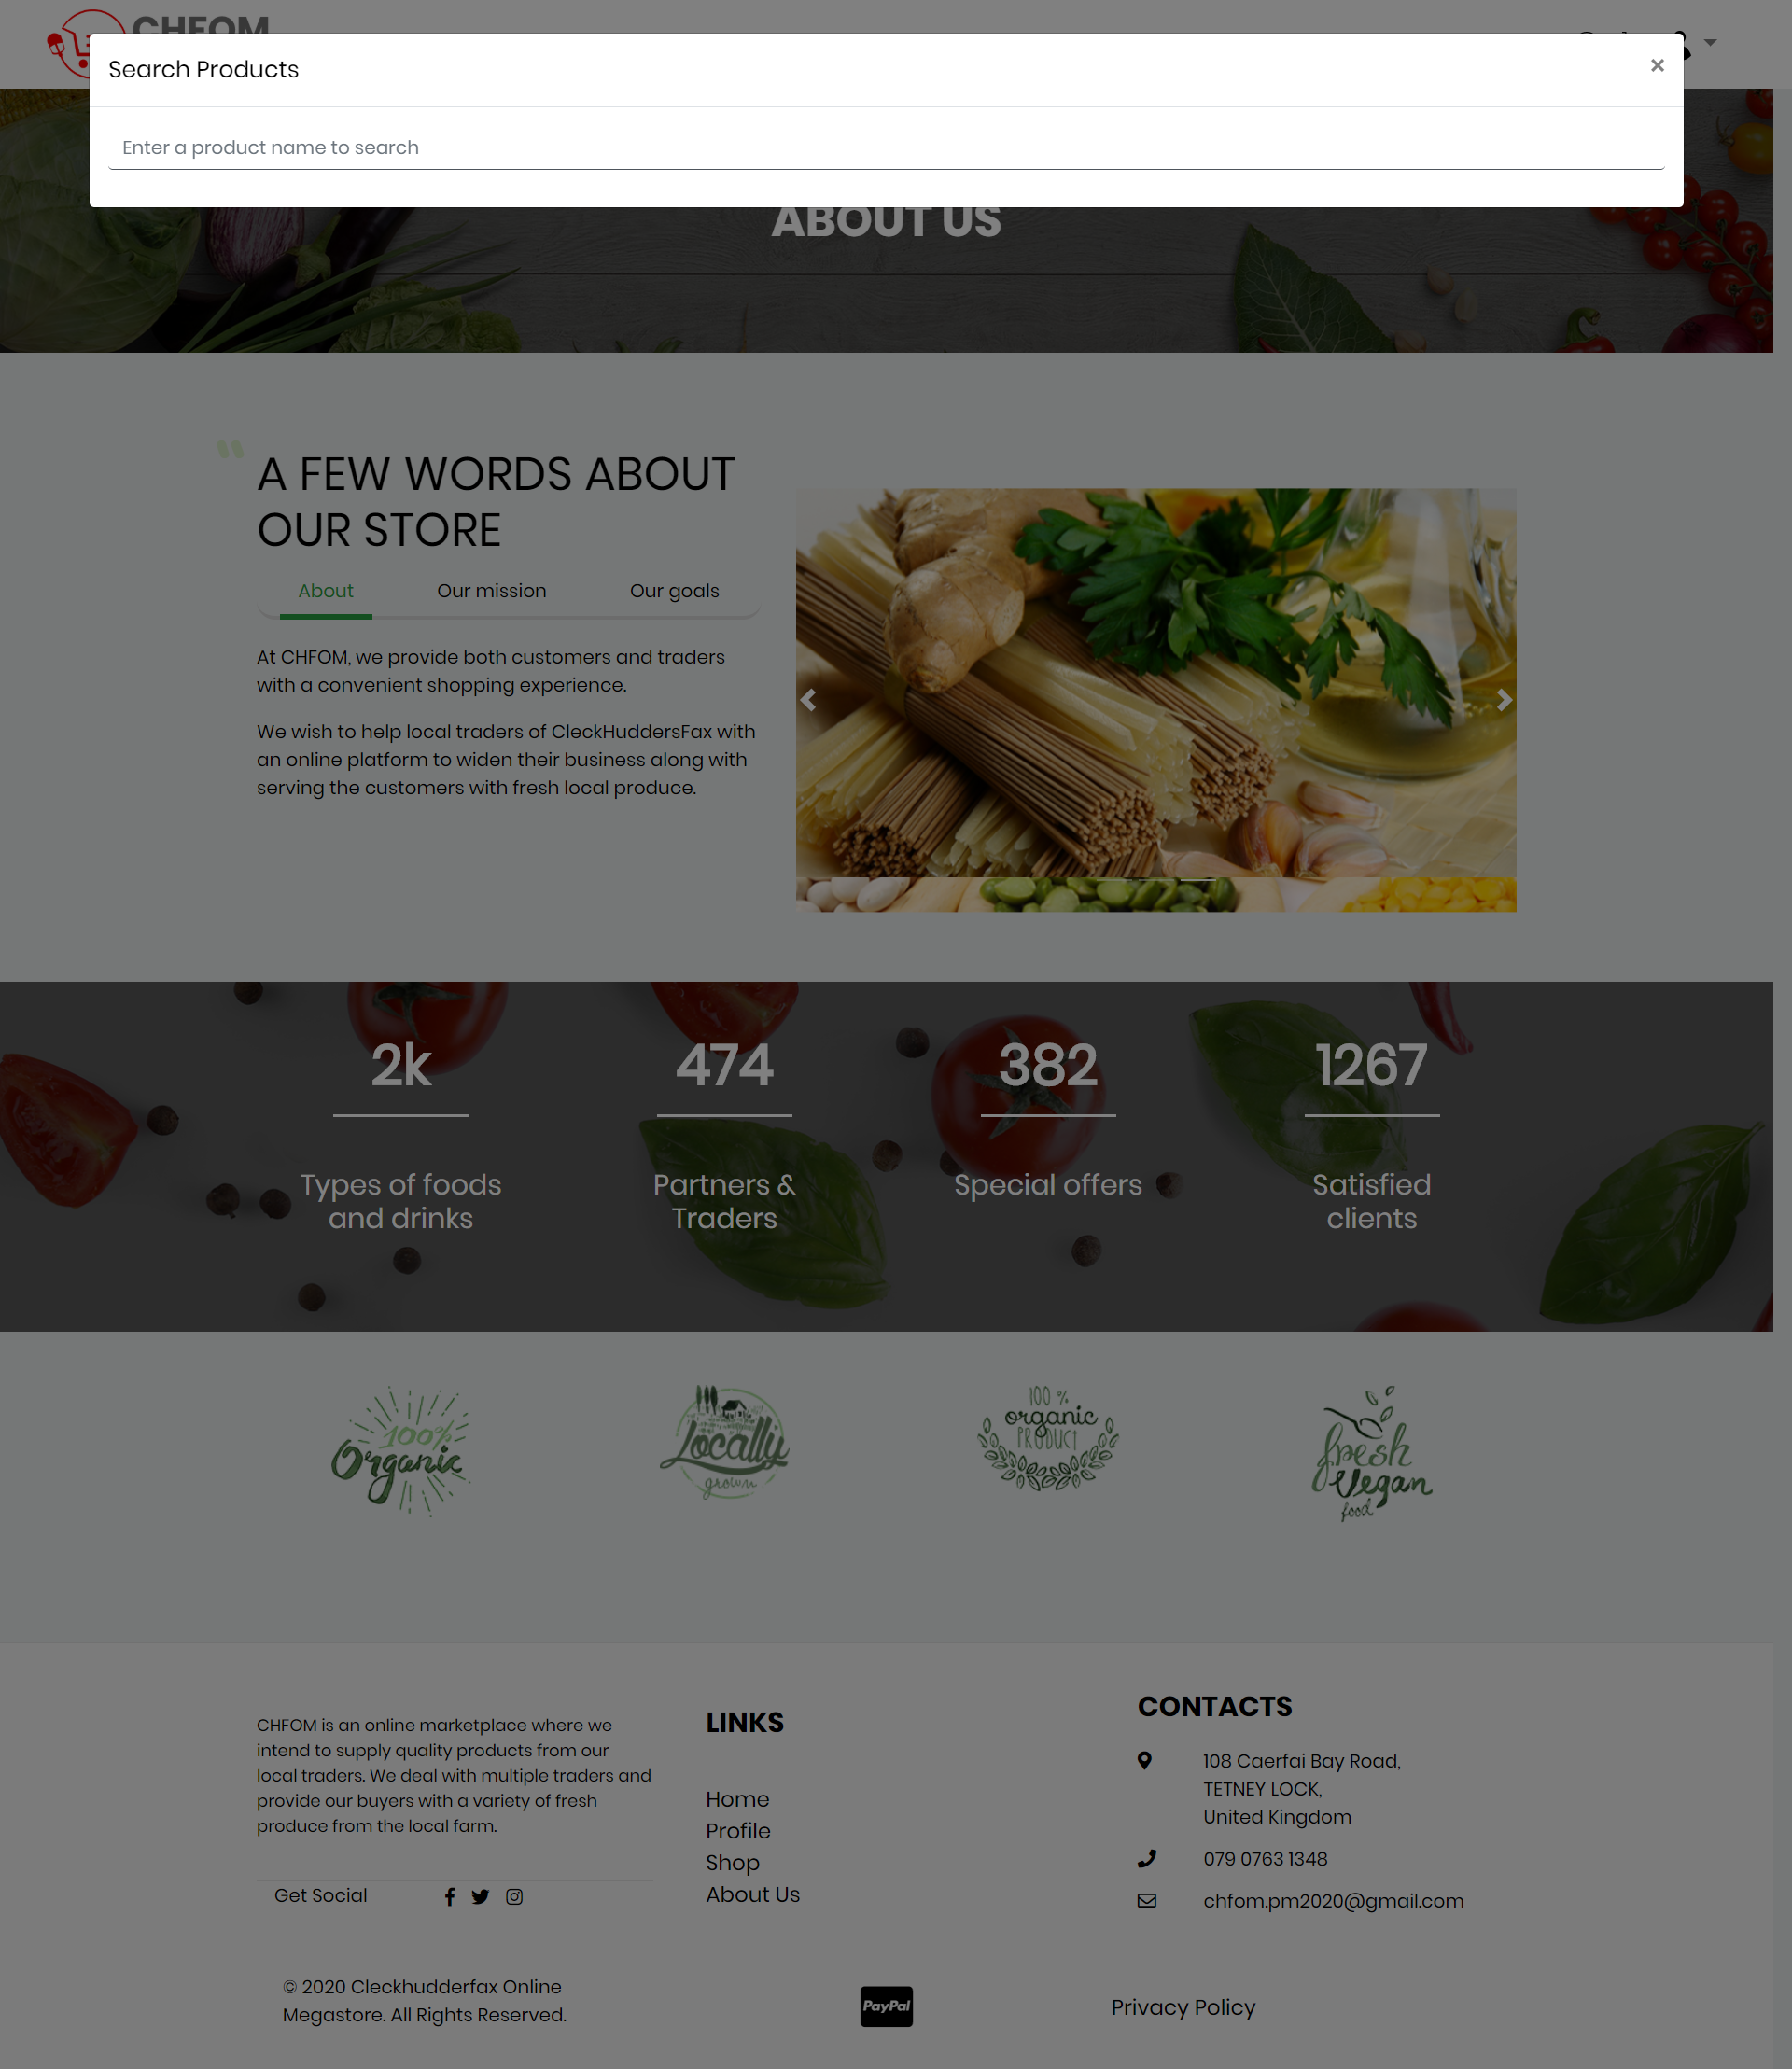 CHFOM
Search Products
×
Enter a product name to search
ABOUT US
A FEW WORDS ABOUT
OUR STORE
About
Our mission
Our goals
At CHFOM, we provide both customers and traders
with a convenient shopping experience.
We wish to help local traders of CleckHuddersFax with
an online platform to widen their business along with
serving the customers with fresh local produce.
2k
474
382
1267
Types of foods
and drinks
Partners &
Traders
Special offers
Satisfied
clients
100%
Organic
Locally
grown
100 %
organic
PRODUCT
fresh
Vegan
food
CHFOM is an online marketplace where we
intend to supply quality products from our
local traders. We deal with multiple traders and
provide our buyers with a variety of fresh
produce from the local farm.
Get Social
LINKS
Home
Profile
Shop
About Us
CONTACTS
108 Caerfai Bay Road,
TETNEY LOCK,
United Kingdom
079 0763 1348
chfom.pm2020@gmail.com
© 2020 Cleckhudderfax Online
Megastore. All Rights Reserved.
PayPal
Privacy Policy